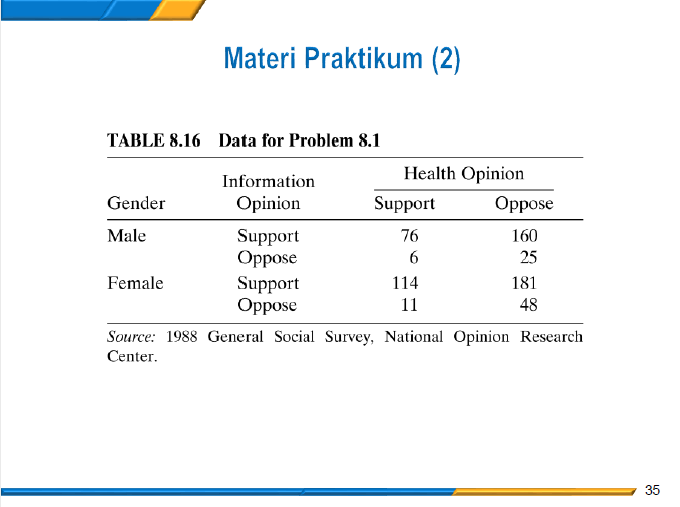 Materi Praktikum (2)
TABLE 8.16 Data for Problem 8.1
Health Opinion
Information
Gender Opinion Support Oppose
Male Support 76 160
Oppose 6 25
Female Support 114 181
Oppose 11 48
Source: 1988 General Social Survey, National Opinion Research
Center.
35